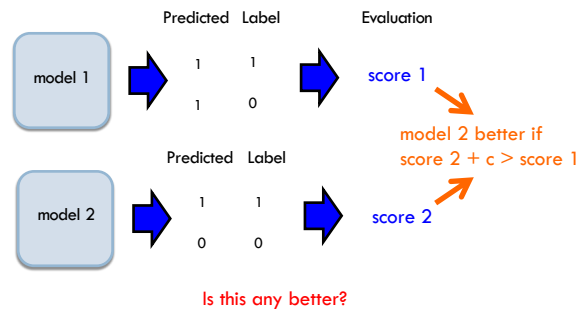 Predicted Label Evaluation
model 1
1 1
1 0
score 1
model 2 better if
score 2 + c > score 1
Predicted Label
model 2
1 1
0 0
score 2
Is this any better?